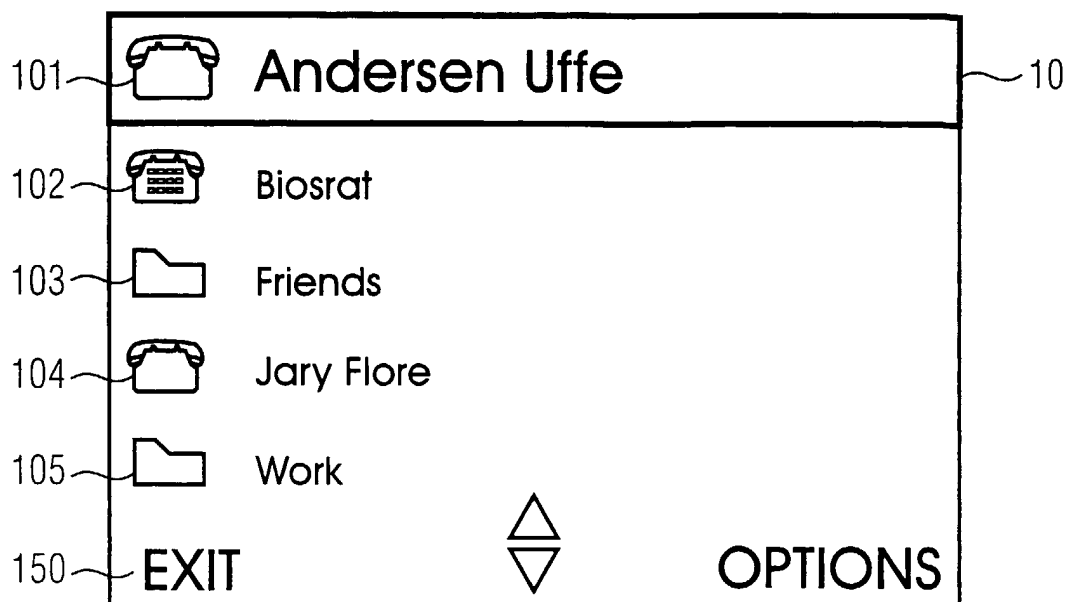 101 Andersen Uffe 10
102 Biosrat
103 Friends
104 Jary Flore
105 Work
150 EXIT OPTIONS